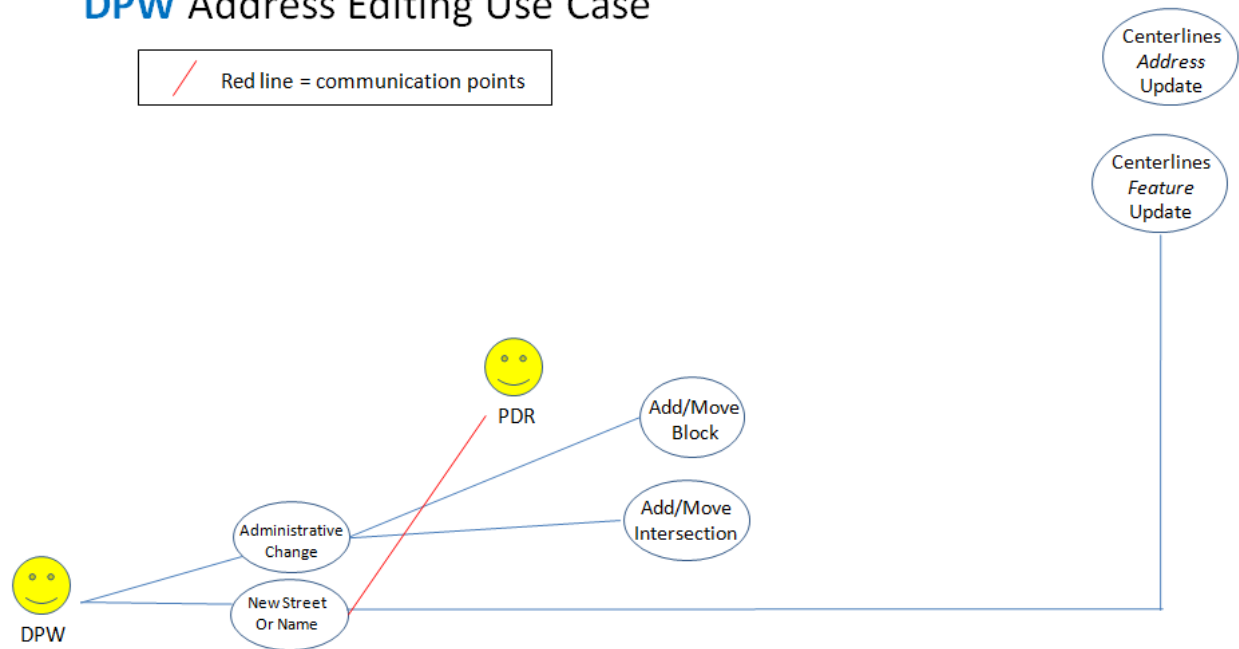 DPW Address Editing Use Case
Red line = communication points
Centerlines
Address
Update
Centerlines
Feature
Update
PDR
Add/Move
Block
Add/Move
Intersection
Administrative
Change
New Street
Or Name
DPW